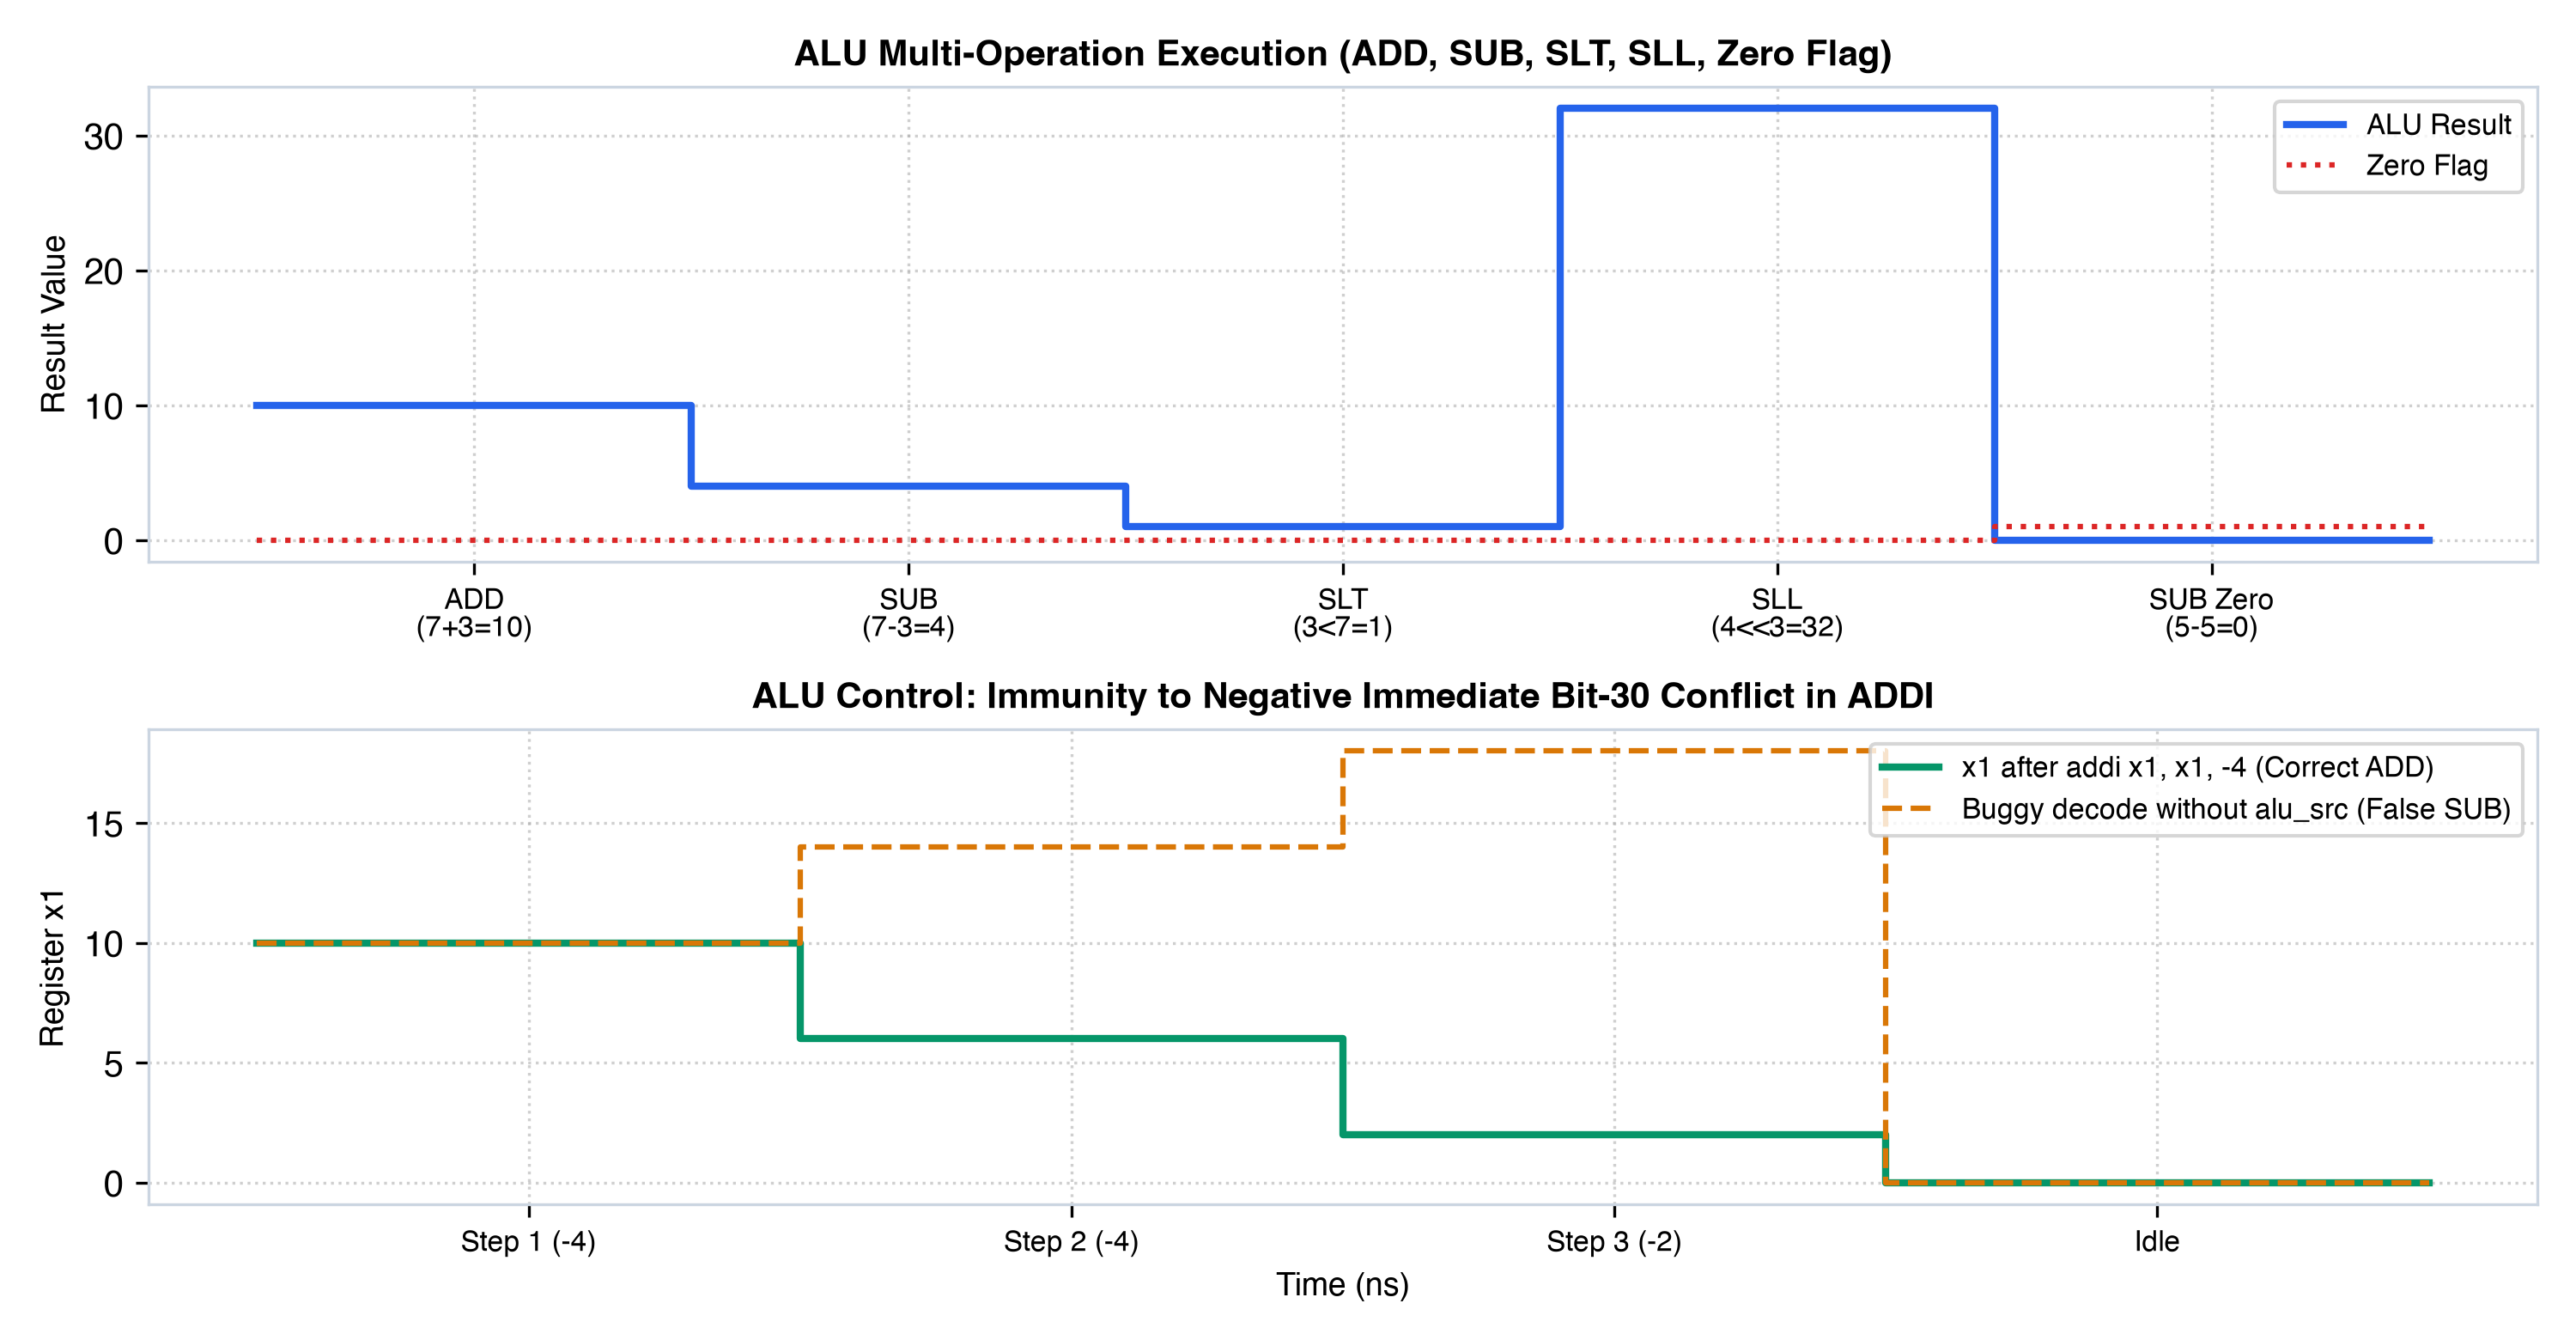 ALU Multi-Operation Execution (ADD, SUB, SLT, SLL, Zero Flag)
Result Value
30
20
10
0
ALU Result
Zero Flag
ADD
(7+3=10)
SUB
(7-3=4)
SLT
(3<7=1)
SLL
(4<<3=32)
SUB Zero
(5-5=0)
ALU Control: Immunity to Negative Immediate Bit-30 Conflict in ADDI
Register x1
15
10
5
0
x1 after addi x1, x1, -4 (Correct ADD)
Buggy decode without alu_src (False SUB)
Step 1 (-4)
Step 2 (-4)
Step 3 (-2)
Idle
Time (ns)